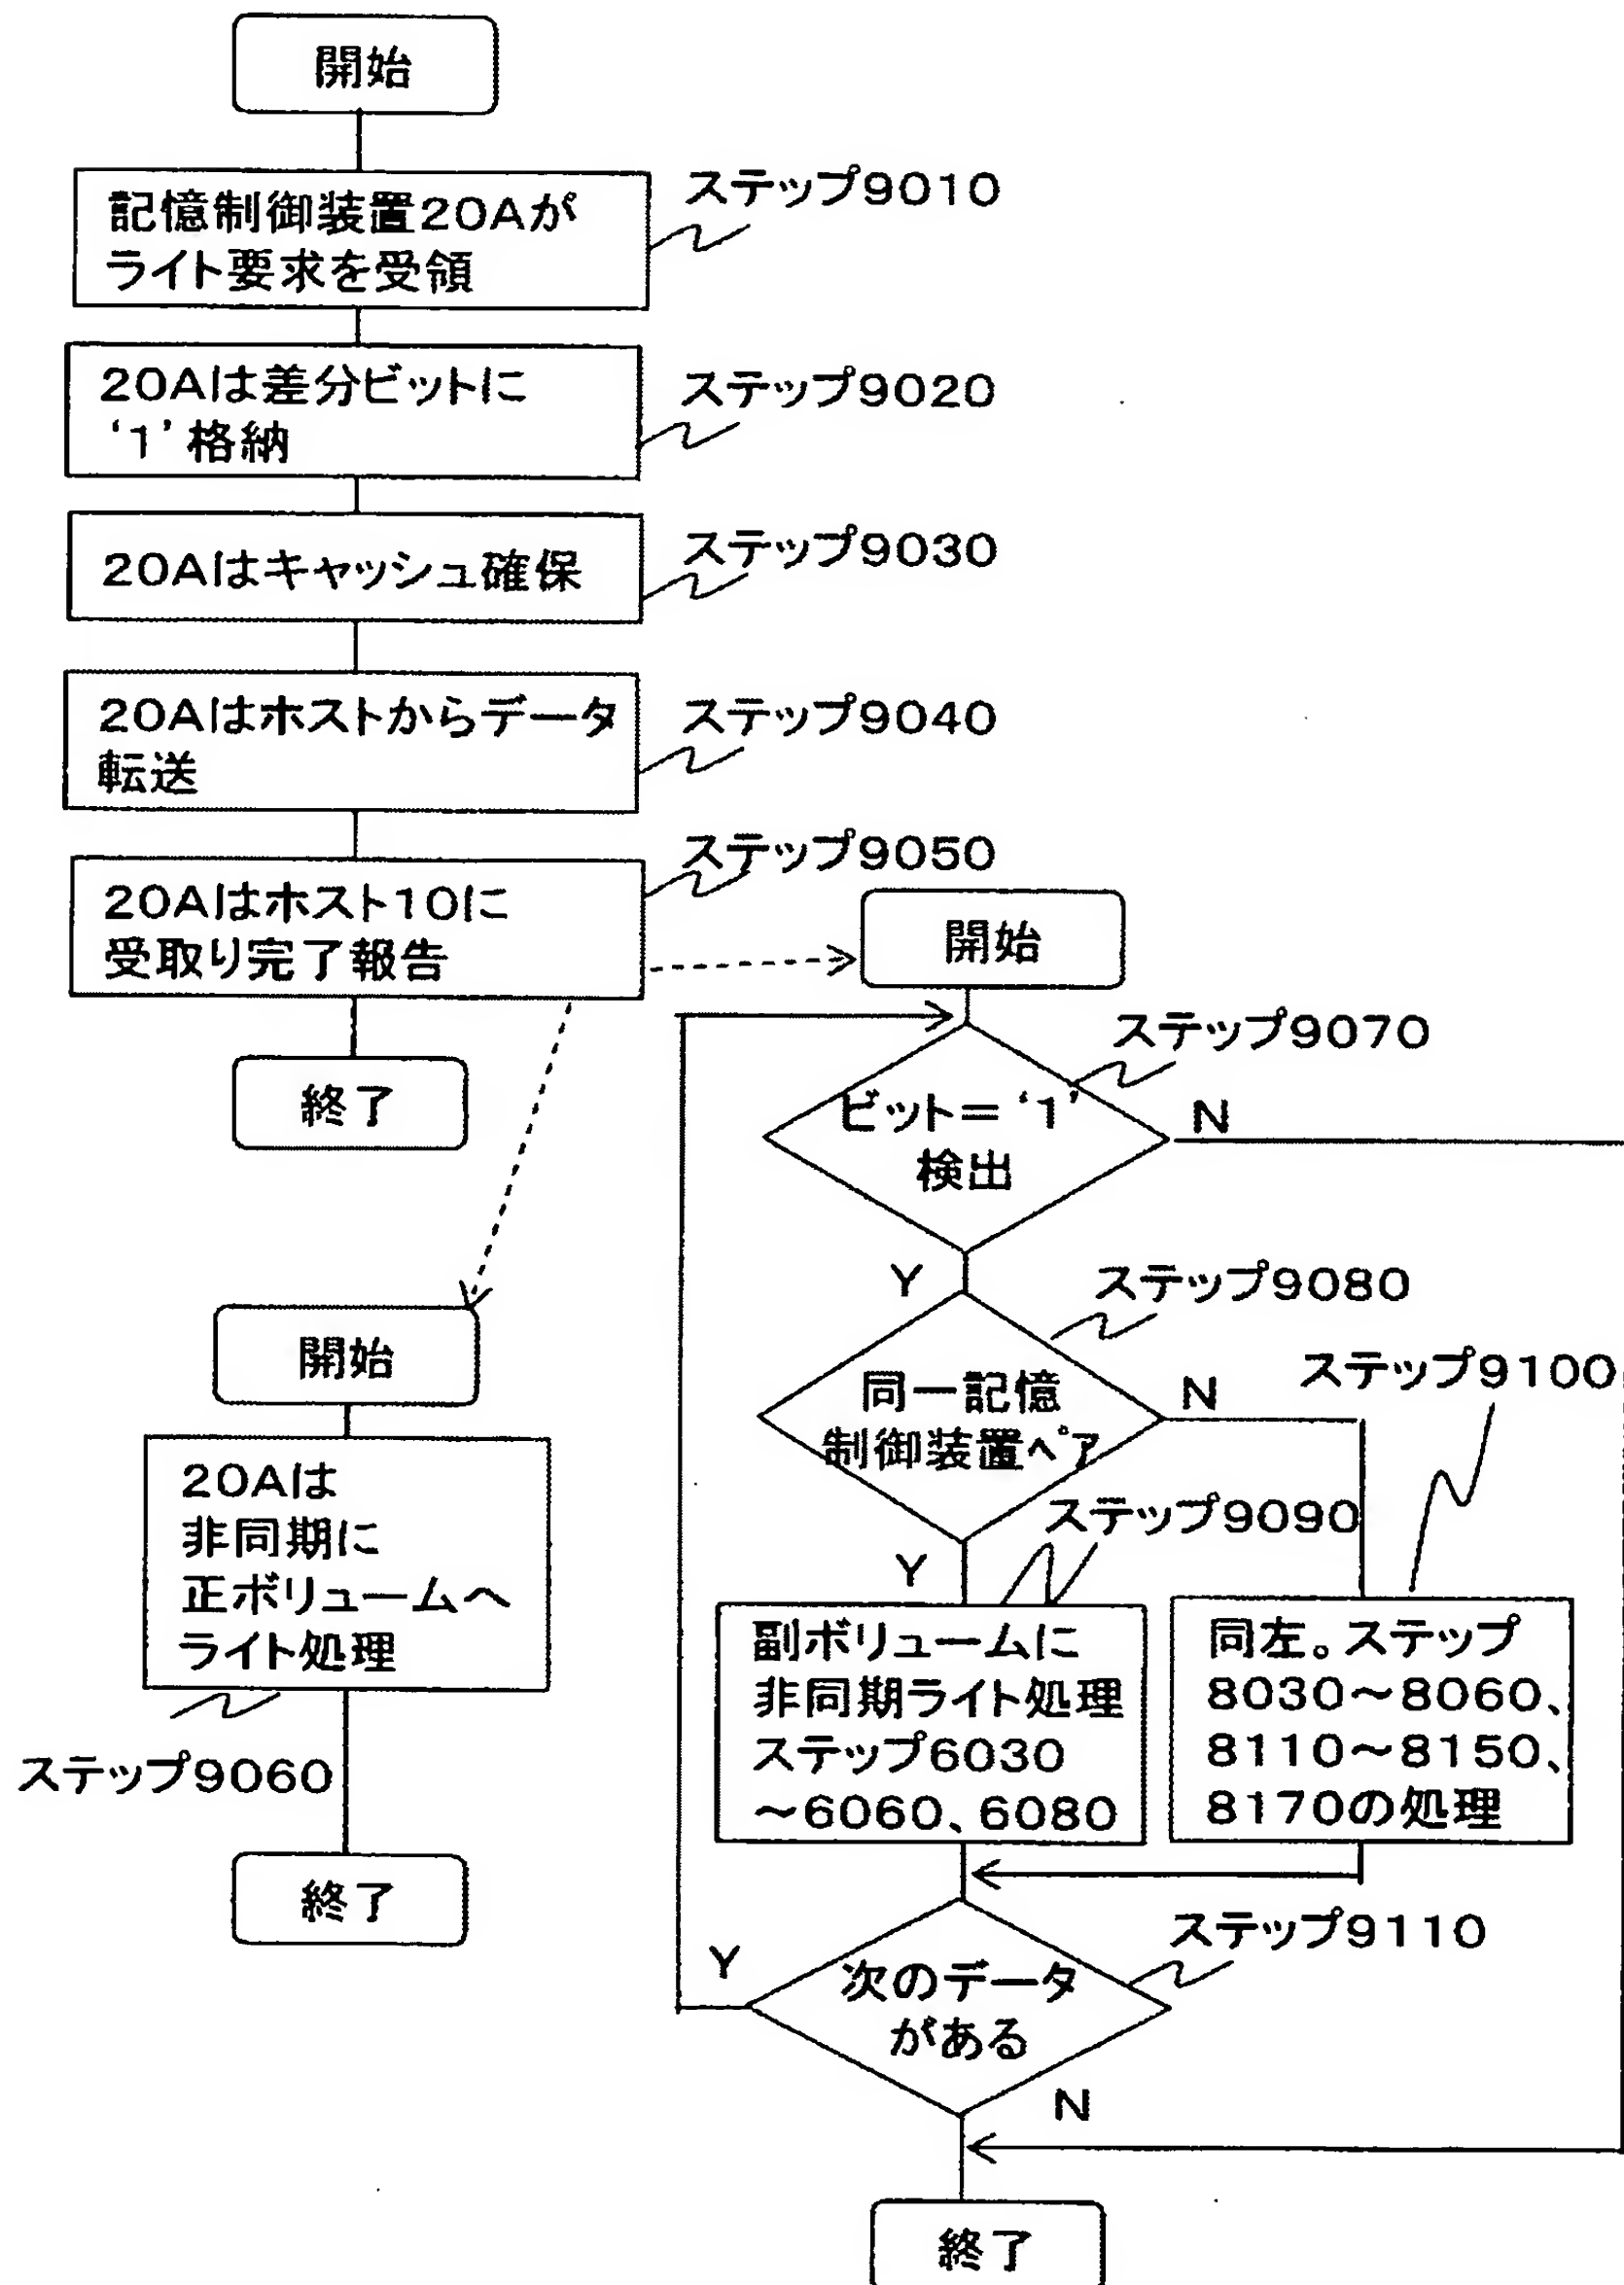 開始
記憶制御装置20Aが
ライト要求を受領
ステップ9010
20Aは差分ビットに
‘1’格納
ステップ9020
20Aはキャッシュ確保
ステップ9030
20Aはホストからデータ
転送
ステップ9040
20Aはホスト10に
受取り完了報告
ステップ9050
終了
開始
20Aは
非同期に
正ボリュームへ
ライト処理
ステップ9060
終了
開始
ビット=‘1’
検出
ステップ9070
N
Y
同一記憶
制御装置ペア
ステップ9080
N
Y
副ボリュームに
非同期ライト処理
ステップ6030
~6060、6080
ステップ9090
同左。ステップ
8030~8060、
8110~8150、
8170の処理
ステップ9100
次のデータ
がある
ステップ9110
Y
N
終了